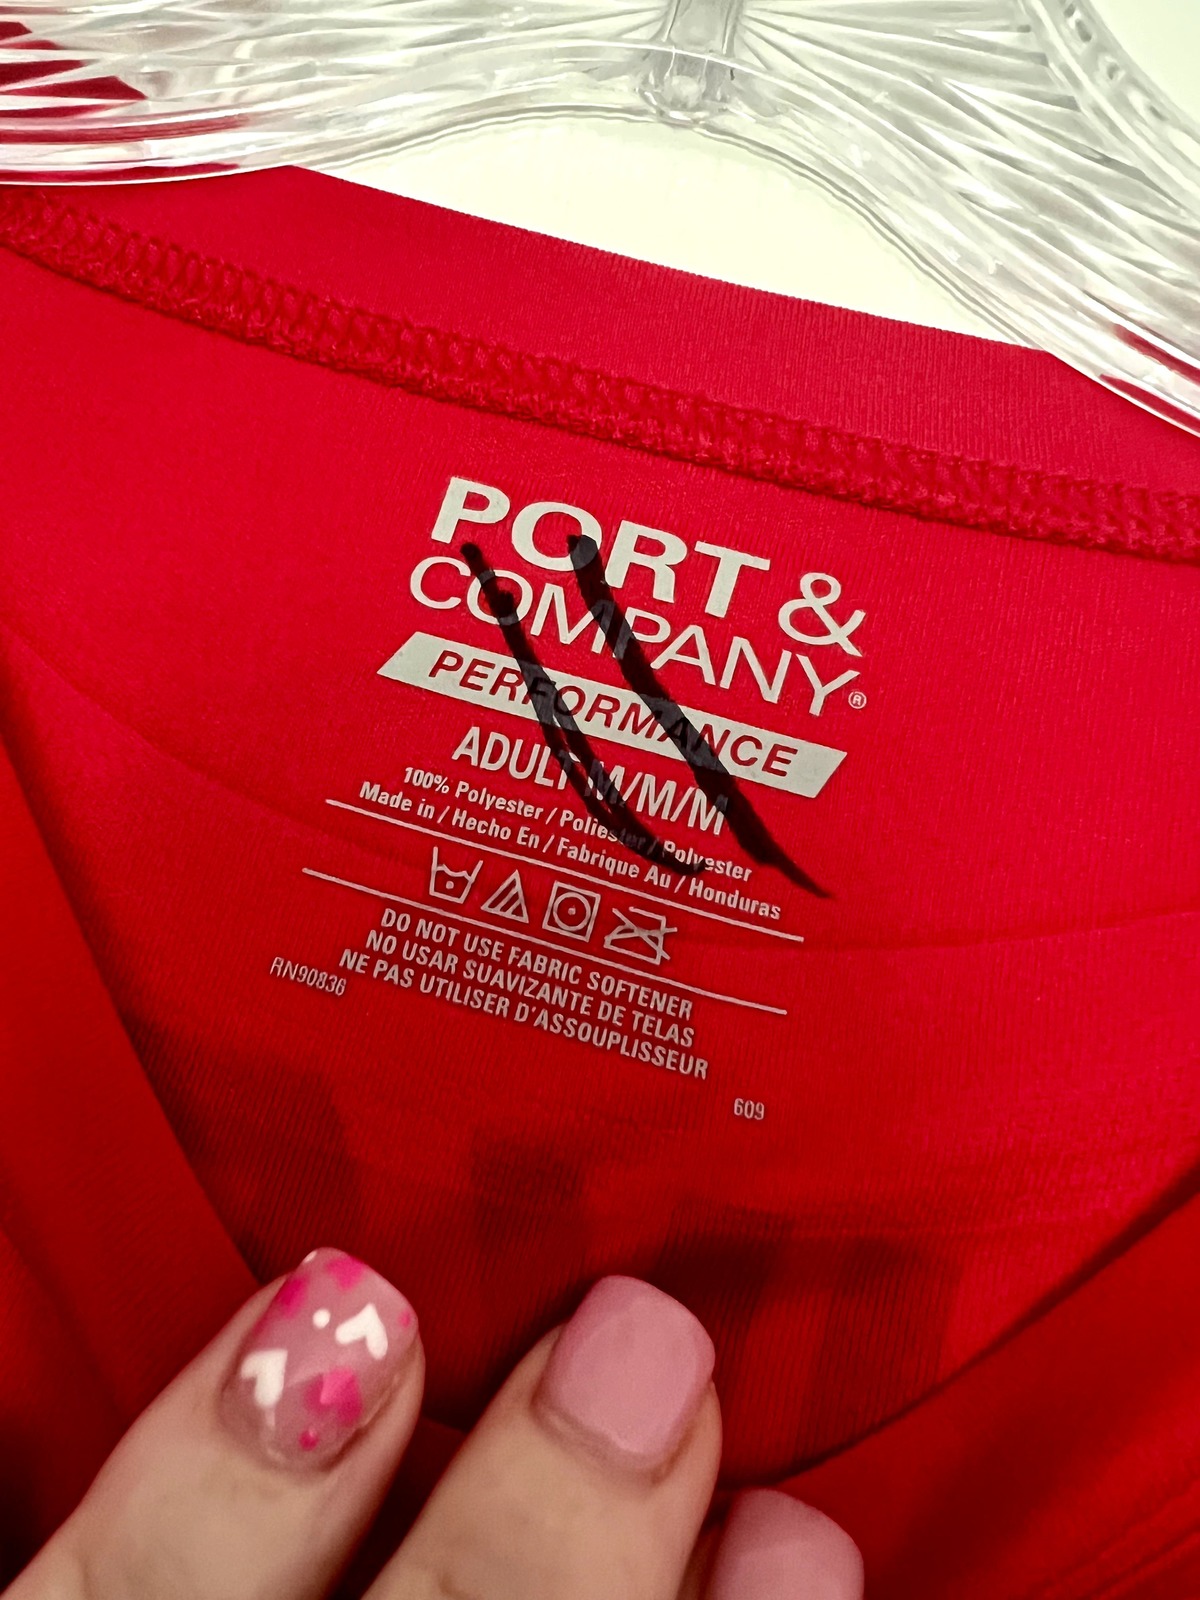 PORT &
COMPANY®
PERFORMANCE
ADULT M/M/M
100% Polyester / Poliester / Polyester
Made in / Hecho En / Fabrique Au / Honduras
DO NOT USE FABRIC SOFTENER
NO USAR SUAVIZANTE DE TELAS
NE PAS UTILISER D'ASSOUPLISSEUR
RN90836
609